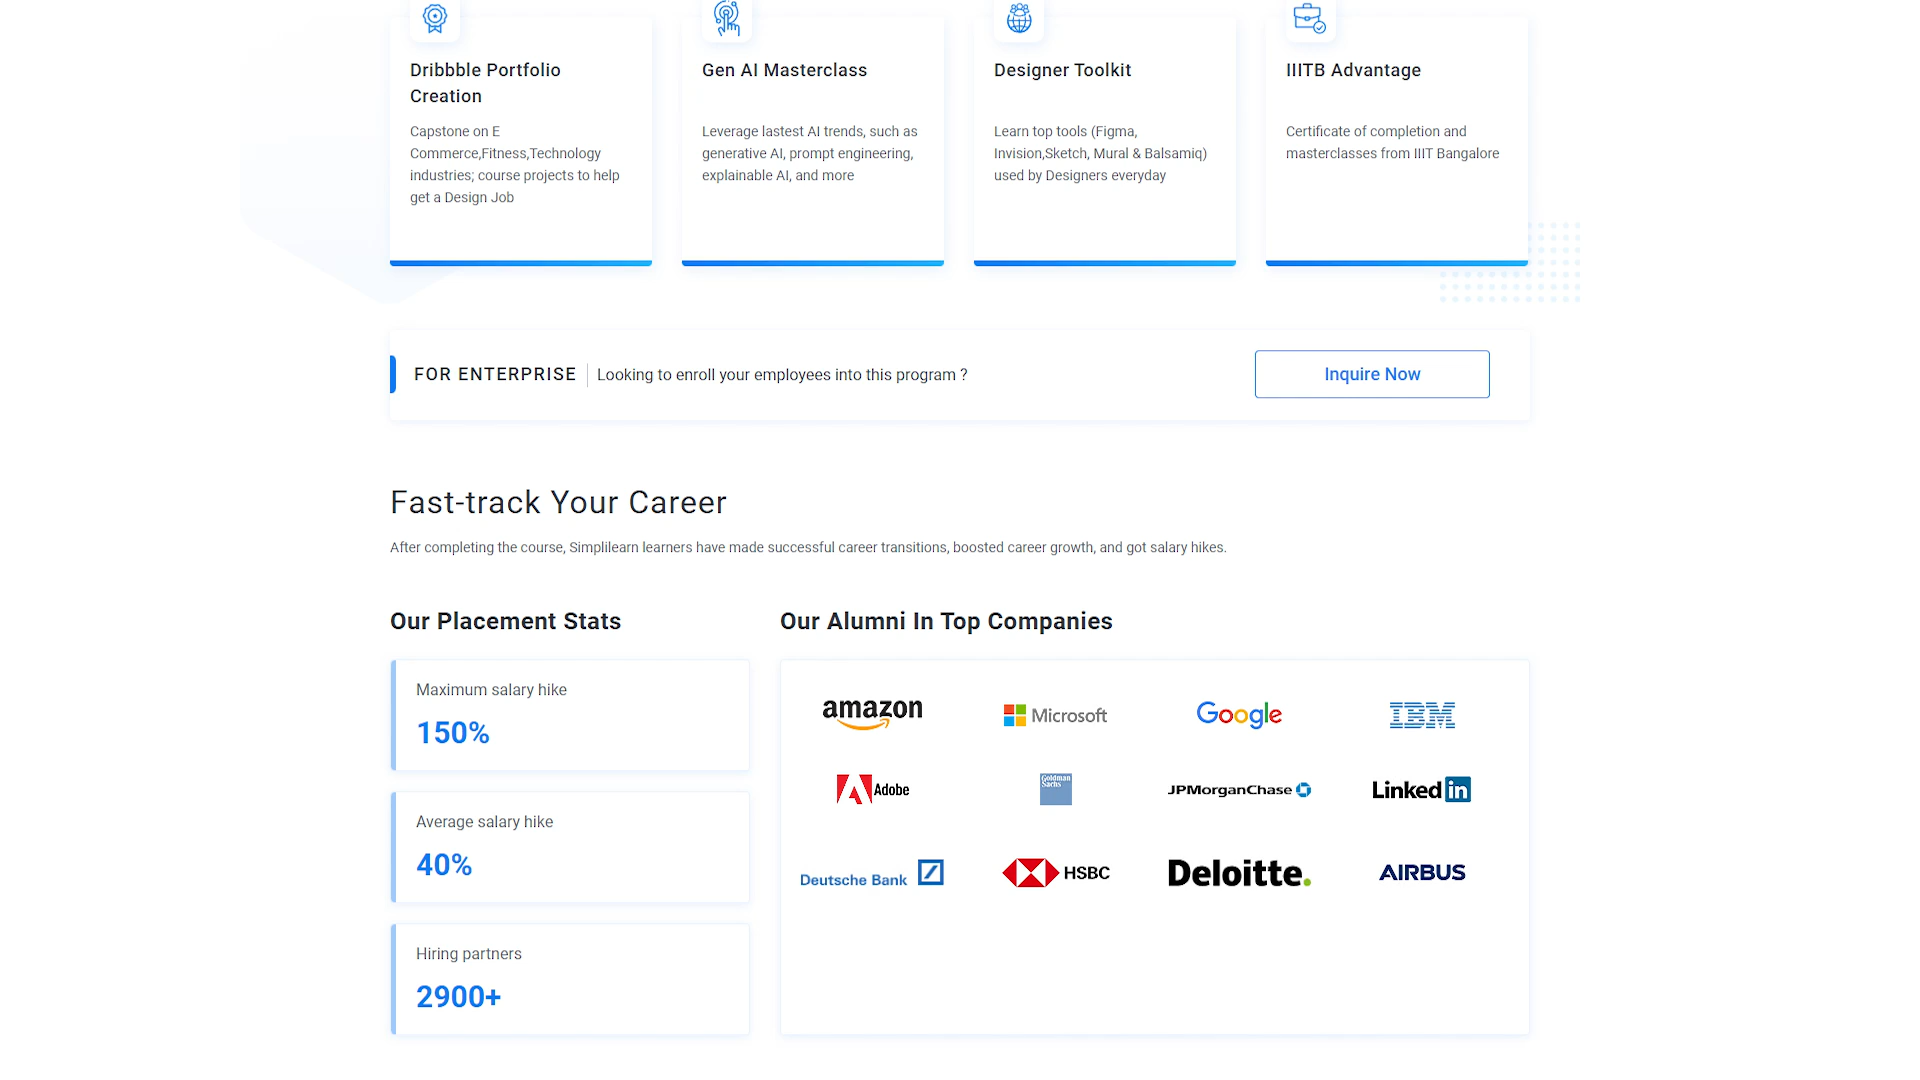 Dribbble Portfolio
Creation
Capstone on E
Commerce,Fitness,Technology
industries; course projects to help
get a Design Job
Gen AI Masterclass
Leverage lastest AI trends, such as
generative AI, prompt engineering,
explainable AI, and more
Designer Toolkit
Learn top tools (Figma,
Invision,Sketch, Mural & Balsamiq)
used by Designers everyday
IIITB Advantage
Certificate of completion and
masterclasses from IIIT Bangalore
FOR ENTERPRISE
Looking to enroll your employees into this program ?
Inquire Now
Fast-track Your Career
After completing the course, Simplilearn learners have made successful career transitions, boosted career growth, and got salary hikes.
Our Placement Stats
Maximum salary hike
150%
Average salary hike
40%
Hiring partners
2900+
Our Alumni In Top Companies
amazon
Microsoft
Google
IBM
Adobe
Goldman
Sachs
JPMorganChase
Linked in
Deutsche Bank
HSBC
Deloitte.
AIRBUS